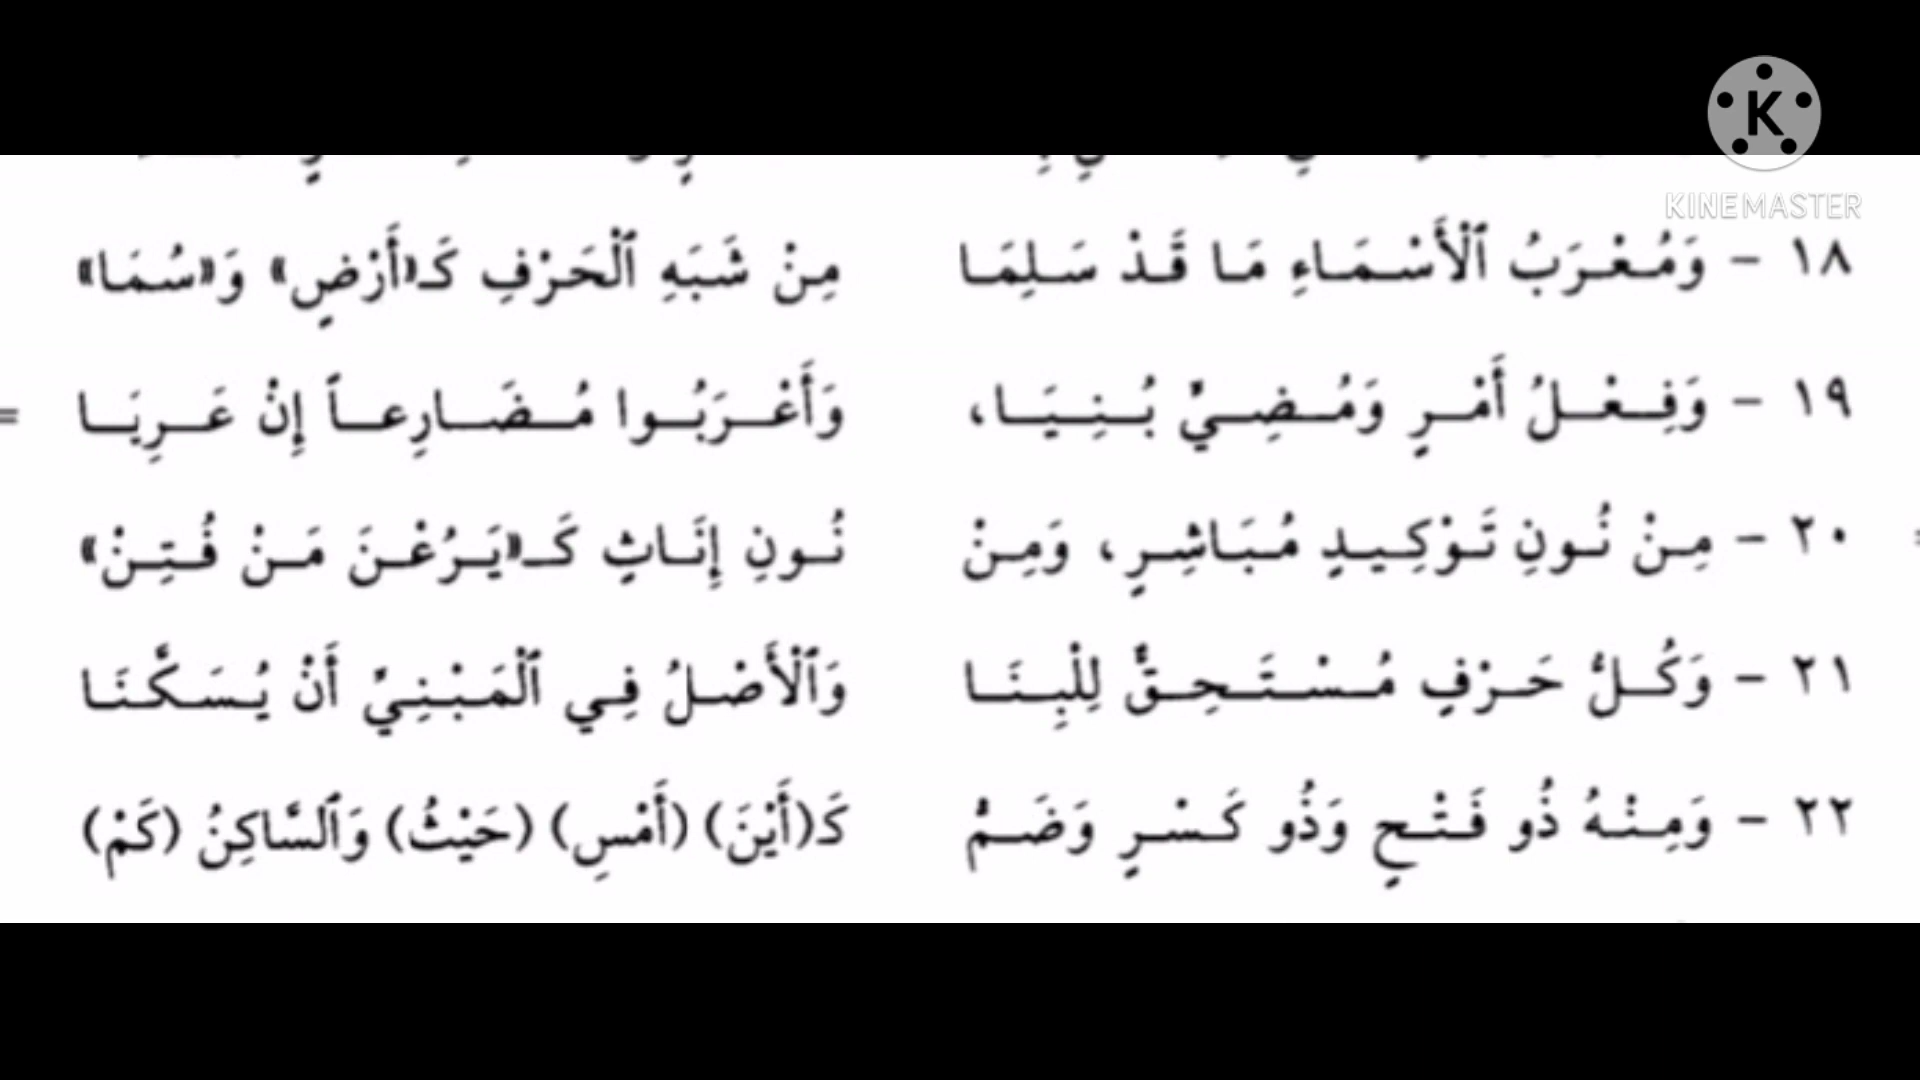 K
KINEMASTER
١٨ - وَمُعْرَبُ ٱلْأَسْمَاءِ مَا قَدْ سَلِمَا مِنْ شَبَهِ ٱلْحَرْفِ كَـ«أَرْضٍ» وَ«سُمَا»
١٩ - وَفِعْلُ أَمْرٍ وَمُضِيٍّ بُنِيَا، وَأَعْرَبُوا مُضَارِعاً إِنْ عَرِيَا =
٢٠ - مِنْ نُونِ تَوْكِيدٍ مُبَاشِرٍ، وَمِنْ نُونِ إِنَاثٍ كَـ«يَرُعْنَ مَنْ فُتِنْ»
٢١ - وَكُلُّ حَرْفٍ مُسْتَحِقٌّ لِلْبِنَا وَٱلْأَصْلُ فِي ٱلْمَبْنِيِّ أَنْ يُسَكَّنَا
٢٢ - وَمِنْهُ ذُو فَتْحٍ وَذُو كَسْرٍ وَضَمُّ كَـ(أَيْنَ) (أَمْسِ) (حَيْثُ) وَٱلسَّاكِنُ (كَمْ)